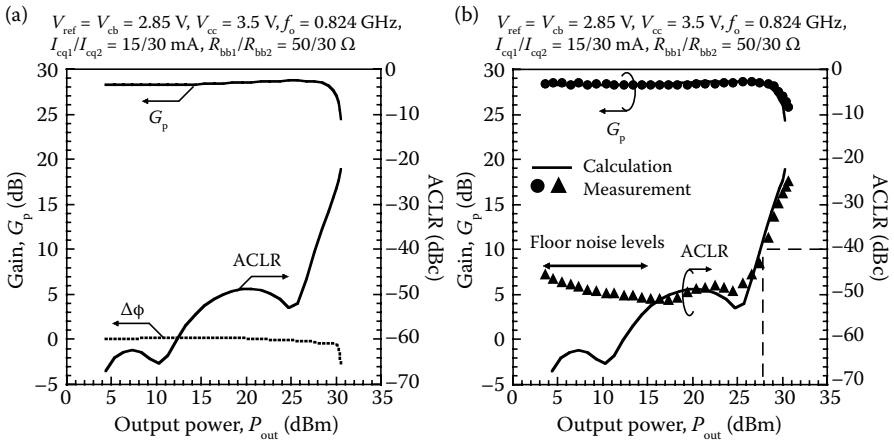 (a)
V_ref = V_cb = 2.85 V, V_cc = 3.5 V, f_o = 0.824 GHz,
I_cq1/I_cq2 = 15/30 mA, R_bb1/R_bb2 = 50/30 Ω
30
25
20
15
10
5
0
−5
Gain, G_p (dB)
0
−10
−20
−30
−40
−50
−60
−70
ACLR (dBc)
G_p
ACLR
Δϕ
0 5 10 15 20 25 30 35
Output power, P_out (dBm)
(b)
V_ref = V_cb = 2.85 V, V_cc = 3.5 V, f_o = 0.824 GHz,
I_cq1/I_cq2 = 15/30 mA, R_bb1/R_bb2 = 50/30 Ω
30
25
20
15
10
5
0
−5
Gain, G_p (dB)
0
−10
−20
−30
−40
−50
−60
−70
ACLR (dBc)
G_p
Calculation
Measurement
Floor noise levels
ACLR
0 5 10 15 20 25 30 35
Output power, P_out (dBm)